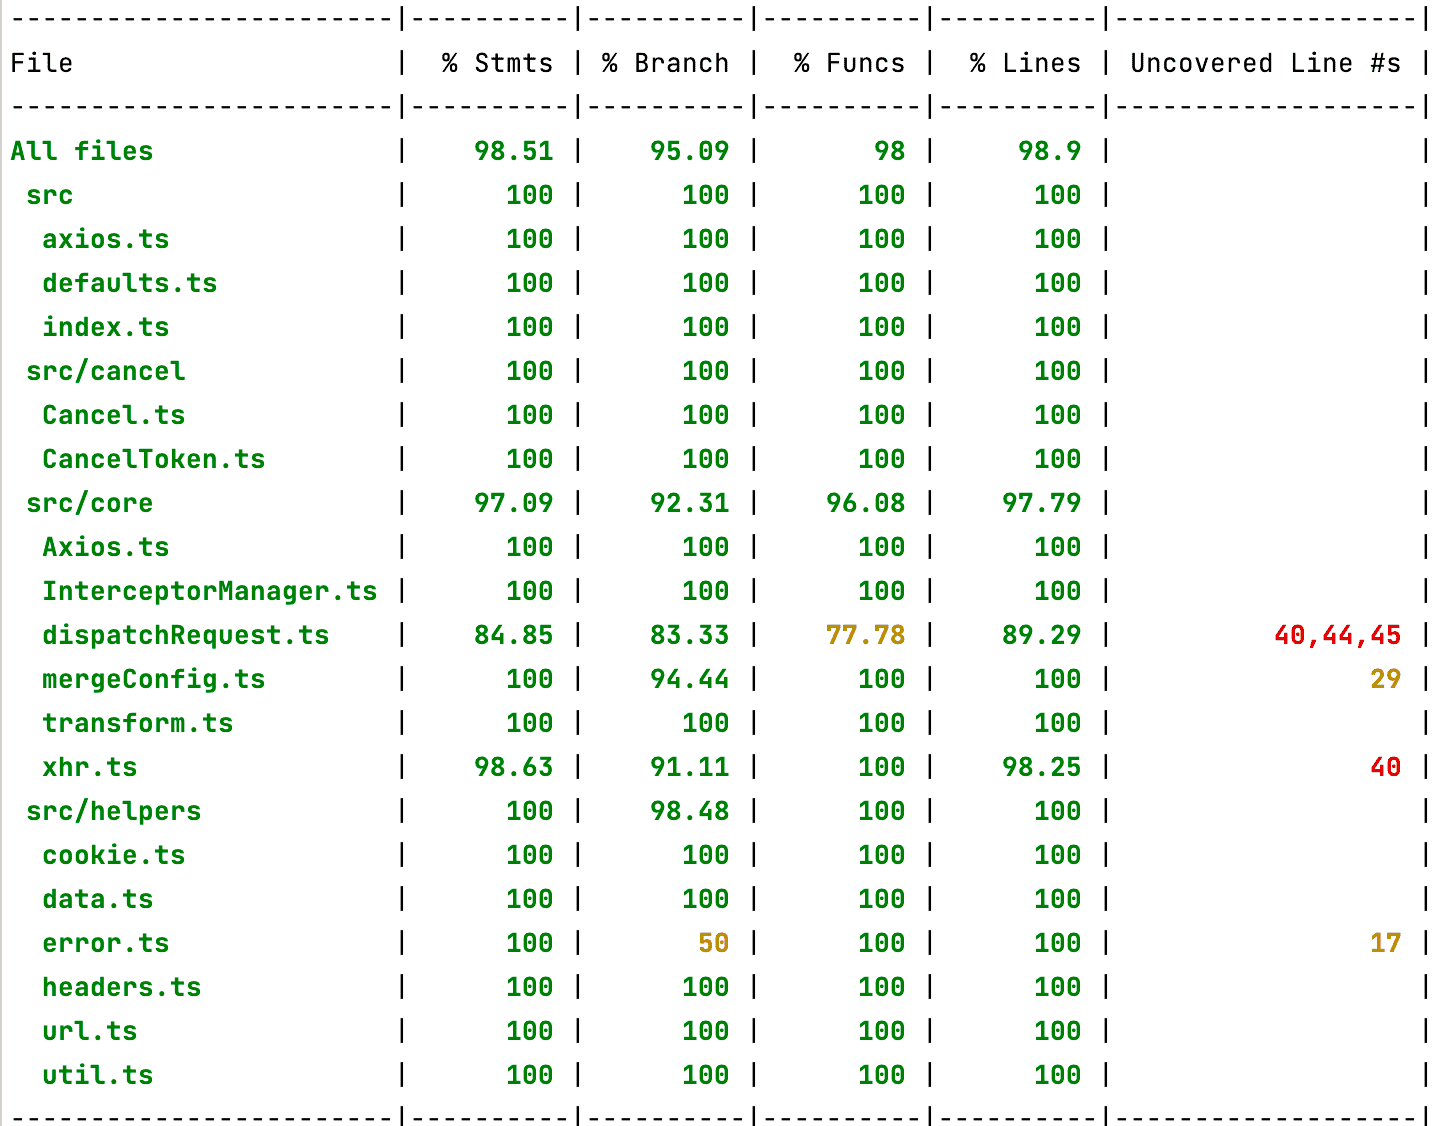 ------------------------|----------|----------|----------|----------|-------------------|
File                    |  % Stmts | % Branch |  % Funcs |  % Lines | Uncovered Line #s |
------------------------|----------|----------|----------|----------|-------------------|
All files               |    98.51 |    95.09 |       98 |     98.9 |                   |
 src                    |      100 |      100 |      100 |      100 |                   |
  axios.ts              |      100 |      100 |      100 |      100 |                   |
  defaults.ts           |      100 |      100 |      100 |      100 |                   |
  index.ts              |      100 |      100 |      100 |      100 |                   |
 src/cancel             |      100 |      100 |      100 |      100 |                   |
  Cancel.ts             |      100 |      100 |      100 |      100 |                   |
  CancelToken.ts        |      100 |      100 |      100 |      100 |                   |
 src/core               |    97.09 |    92.31 |    96.08 |    97.79 |                   |
  Axios.ts              |      100 |      100 |      100 |      100 |                   |
  InterceptorManager.ts |      100 |      100 |      100 |      100 |                   |
  dispatchRequest.ts    |    84.85 |    83.33 |    77.78 |    89.29 |          40,44,45 |
  mergeConfig.ts        |      100 |    94.44 |      100 |      100 |                29 |
  transform.ts          |      100 |      100 |      100 |      100 |                   |
  xhr.ts                |    98.63 |    91.11 |      100 |    98.25 |                40 |
 src/helpers            |      100 |    98.48 |      100 |      100 |                   |
  cookie.ts             |      100 |      100 |      100 |      100 |                   |
  data.ts               |      100 |      100 |      100 |      100 |                   |
  error.ts              |      100 |       50 |      100 |      100 |                17 |
  headers.ts            |      100 |      100 |      100 |      100 |                   |
  url.ts                |      100 |      100 |      100 |      100 |                   |
  util.ts               |      100 |      100 |      100 |      100 |                   |
------------------------|----------|----------|----------|----------|-------------------|